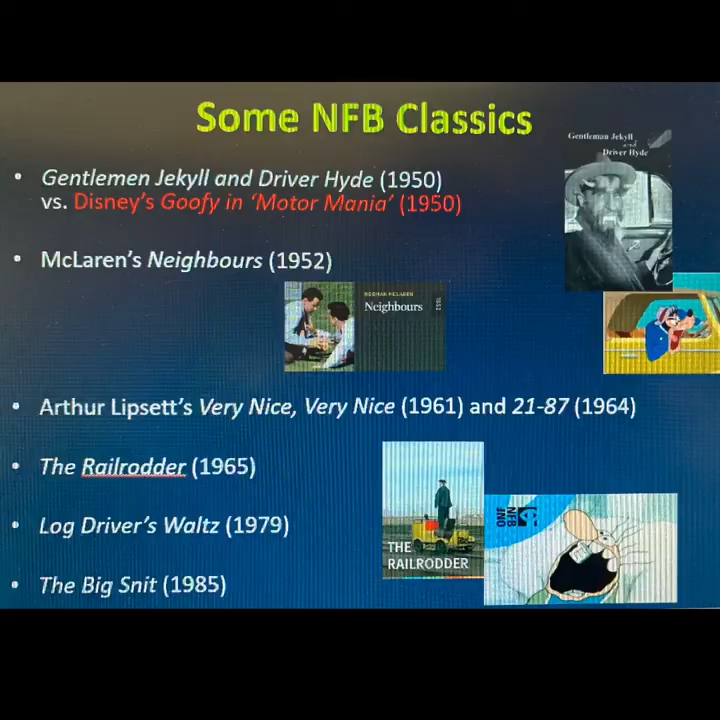 Some NFB Classics
Gentleman Jekyll
and
Driver Hyde
• Gentlemen Jekyll and Driver Hyde (1950)
vs. Disney's Goofy in 'Motor Mania' (1950)
• McLaren's Neighbours (1952)
NORMAN MCLAREN
Neighbours
1952
• Arthur Lipsett's Very Nice, Very Nice (1961) and 21-87 (1964)
• The Railrodder (1965)
THE
RAILRODDER
• Log Driver's Waltz (1979)
NFB
ONF
• The Big Snit (1985)